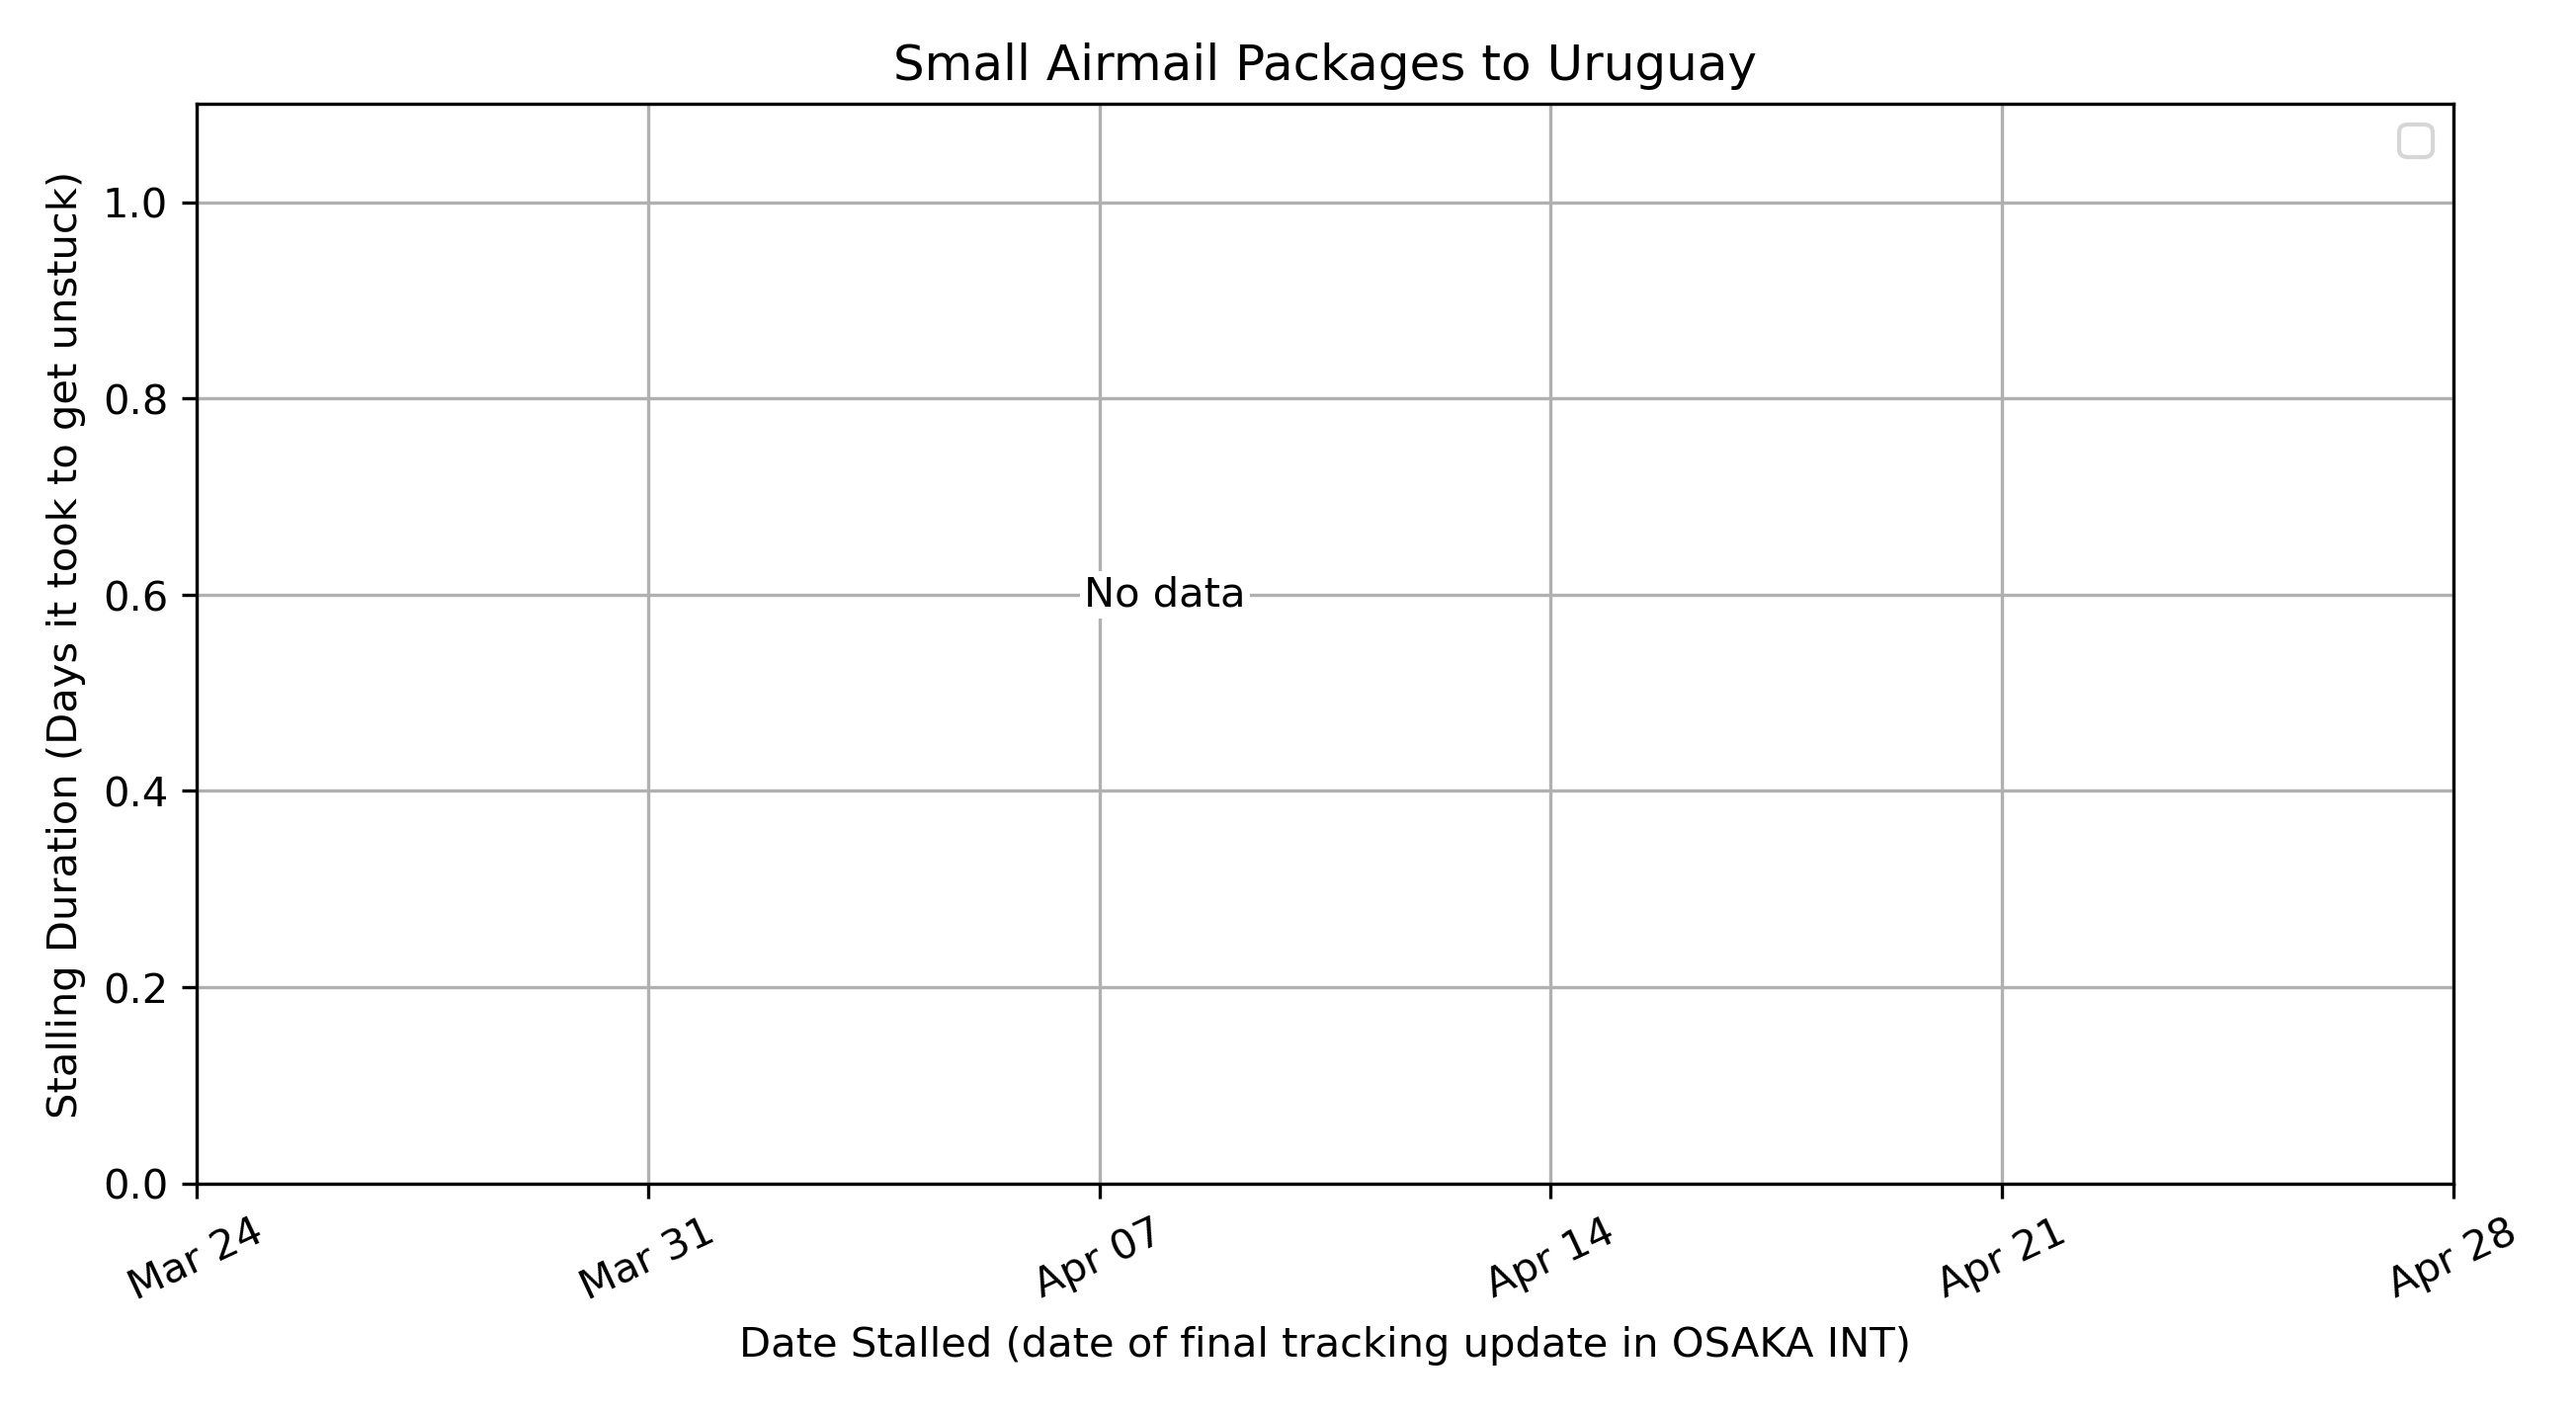 Small Airmail Packages to Uruguay
Stalling Duration (Days it took to get unstuck)
1.0
0.8
0.6
0.4
0.2
0.0
No data
Mar 24
Mar 31
Apr 07
Apr 14
Apr 21
Apr 28
Date Stalled (date of final tracking update in OSAKA INT)